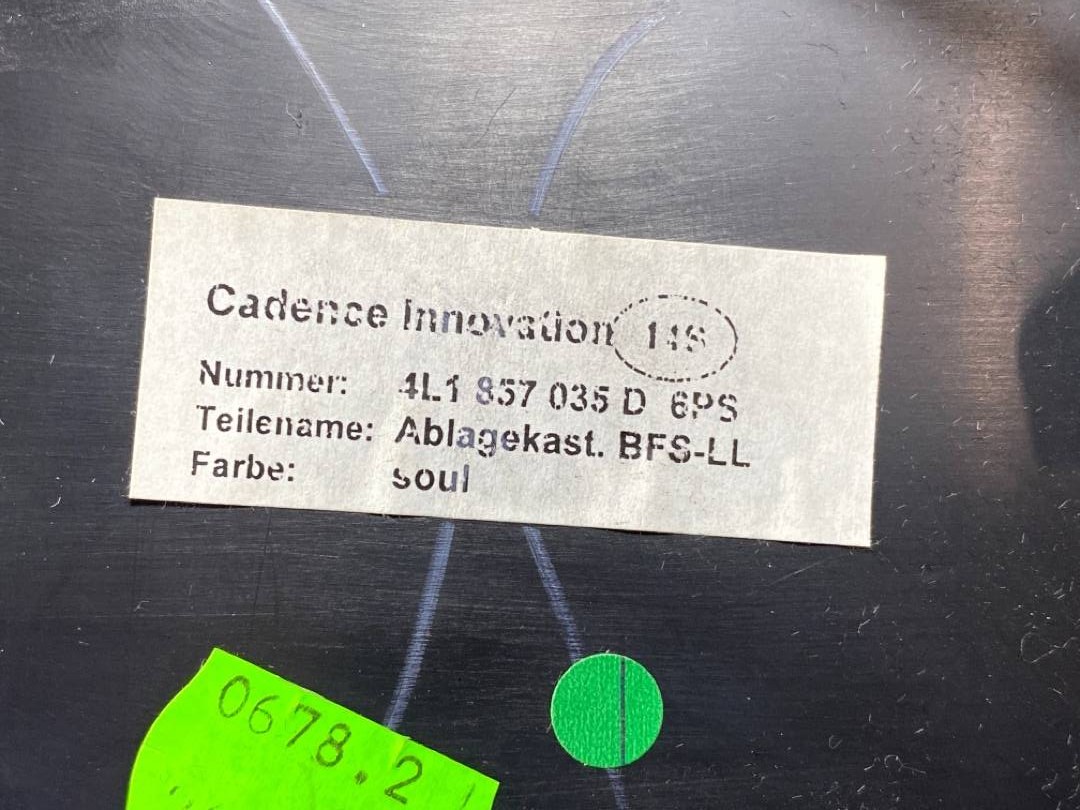 Cadence Innovation
Nummer: 4L1 857 035 D 6PS
Teilename: Ablagekast. BFS-LL
Farbe: soul
0678.2